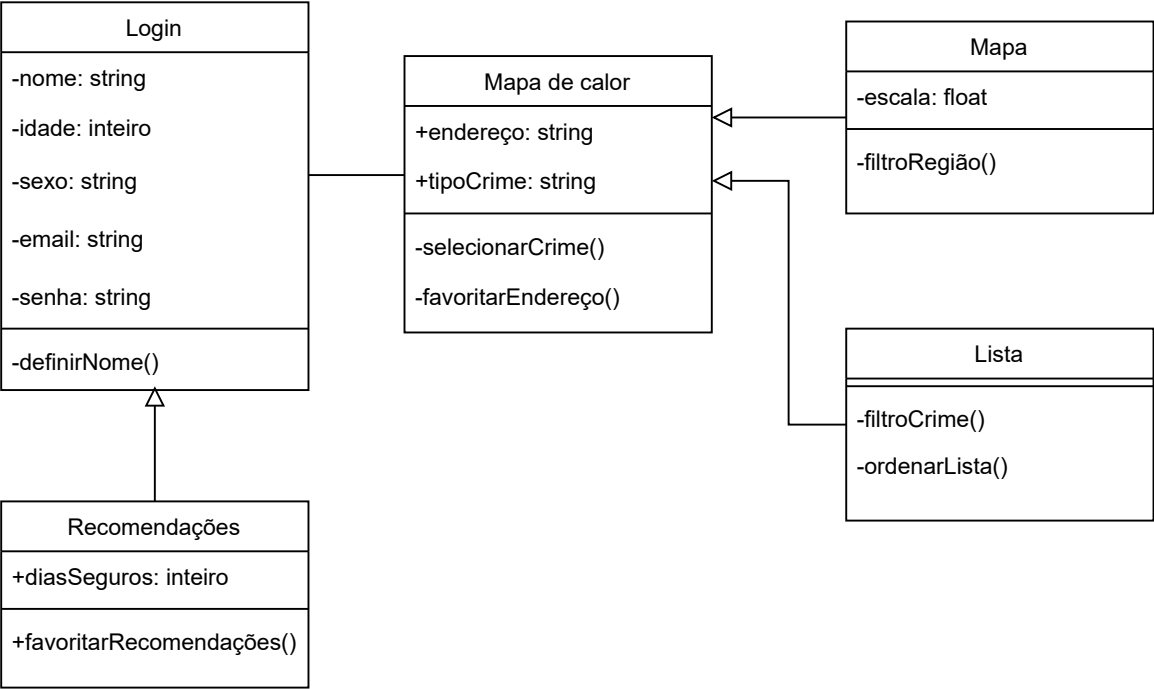 Login
-nome: string
-idade: inteiro
-sexo: string
-email: string
-senha: string
-definirNome()
Mapa de calor
+endereço: string
+tipoCrime: string
-selecionarCrime()
-favoritarEndereço()
Mapa
-escala: float
-filtroRegião()
Lista
-filtroCrime()
-ordenarLista()
Recomendações
+diasSeguros: inteiro
+favoritarRecomendações()